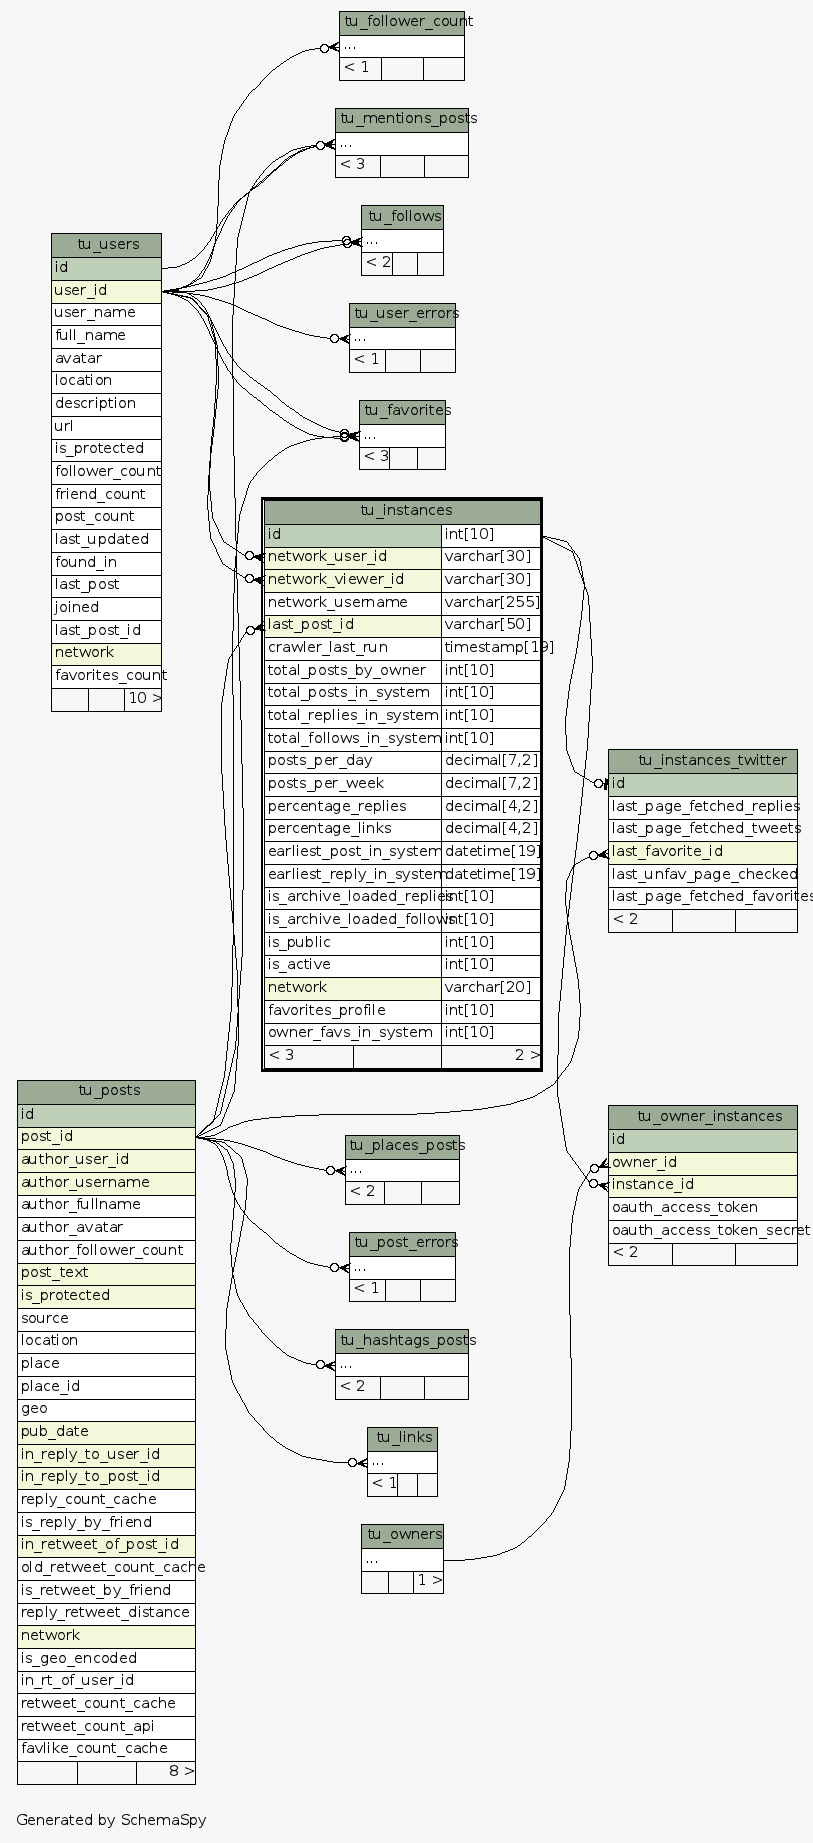 tu_follower_count
...
< 1
tu_mentions_posts
...
< 3
tu_follows
...
< 2
tu_user_errors
...
< 1
tu_favorites
...
< 3
tu_users
id
user_id
user_name
full_name
avatar
location
description
url
is_protected
follower_count
friend_count
post_count
last_updated
found_in
last_post
joined
last_post_id
network
favorites_count
10 >
tu_instances
id int[10]
network_user_id varchar[30]
network_viewer_id varchar[30]
network_username varchar[255]
last_post_id varchar[50]
crawler_last_run timestamp[19]
total_posts_by_owner int[10]
total_posts_in_system int[10]
total_replies_in_system int[10]
total_follows_in_system int[10]
posts_per_day decimal[7,2]
posts_per_week decimal[7,2]
percentage_replies decimal[4,2]
percentage_links decimal[4,2]
earliest_post_in_system datetime[19]
earliest_reply_in_system datetime[19]
is_archive_loaded_replies int[10]
is_archive_loaded_follows int[10]
is_public int[10]
is_active int[10]
network varchar[20]
favorites_profile int[10]
owner_favs_in_system int[10]
< 3 2 >
tu_instances_twitter
id
last_page_fetched_replies
last_page_fetched_tweets
last_favorite_id
last_unfav_page_checked
last_page_fetched_favorites
< 2
tu_owner_instances
id
owner_id
instance_id
oauth_access_token
oauth_access_token_secret
< 2
tu_posts
id
post_id
author_user_id
author_username
author_fullname
author_avatar
author_follower_count
post_text
is_protected
source
location
place
place_id
geo
pub_date
in_reply_to_user_id
in_reply_to_post_id
reply_count_cache
is_reply_by_friend
in_retweet_of_post_id
old_retweet_count_cache
is_retweet_by_friend
reply_retweet_distance
network
is_geo_encoded
in_rt_of_user_id
retweet_count_cache
retweet_count_api
favlike_count_cache
8 >
tu_places_posts
...
< 2
tu_post_errors
...
< 1
tu_hashtags_posts
...
< 2
tu_links
...
< 1
tu_owners
...
1 >
Generated by SchemaSpy